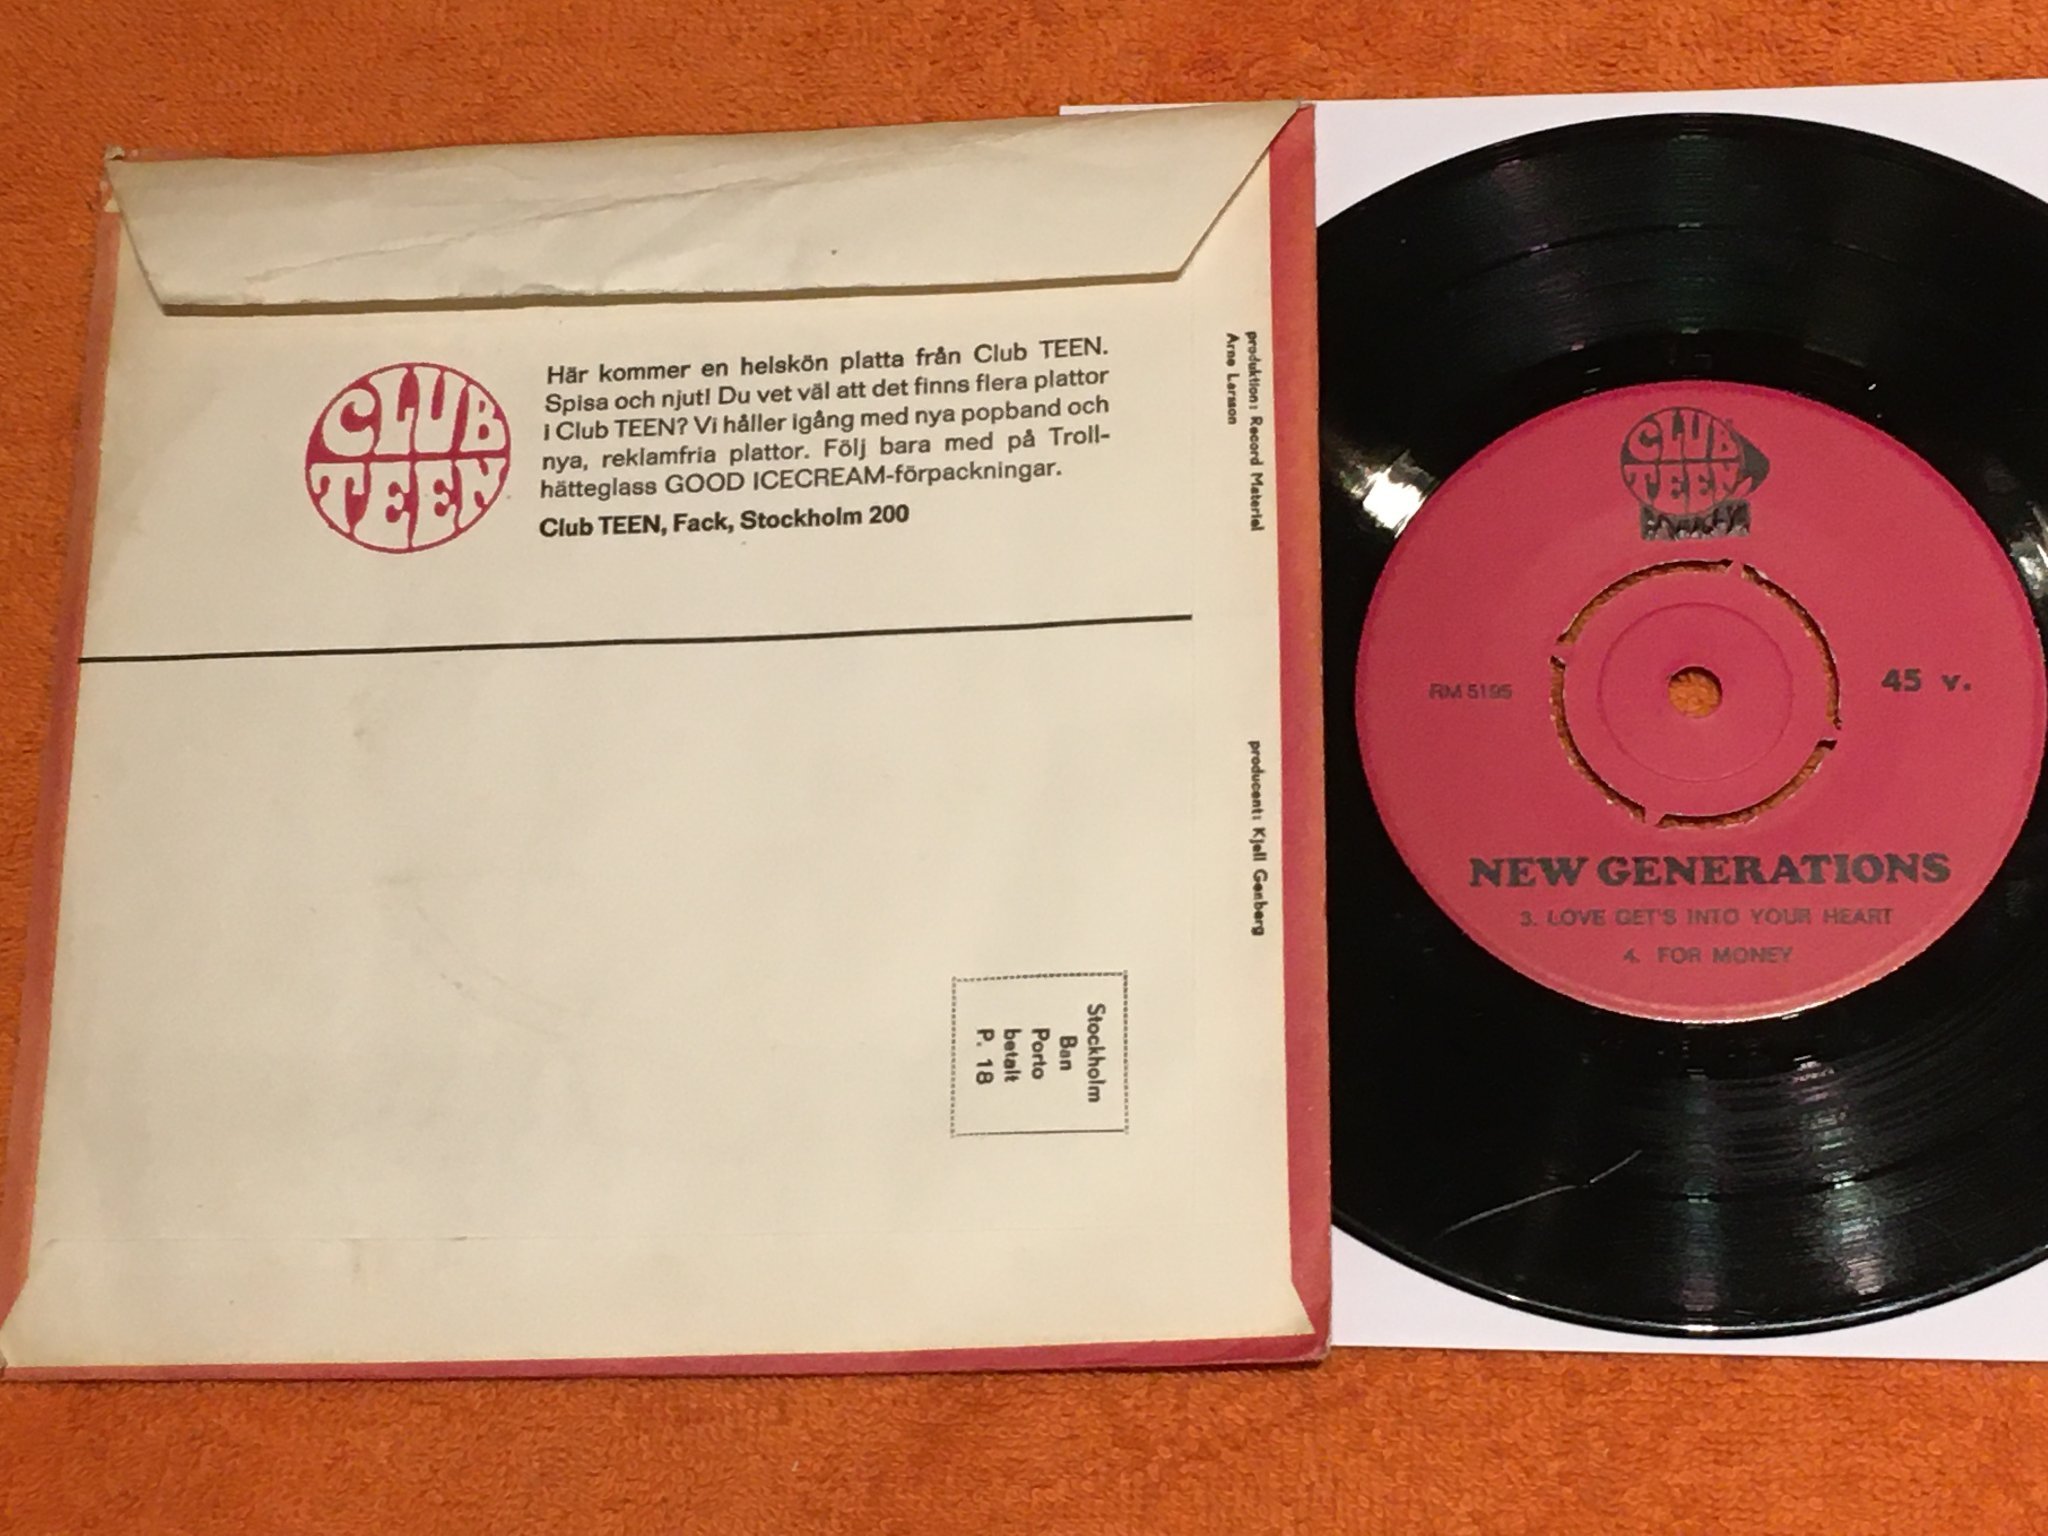 CLUB
TEEN
Här kommer en helskön platta från Club TEEN.
Spisa och njut! Du vet väl att det finns flera plattor
i Club TEEN? Vi håller igång med nya popband och
nya, reklamfria plattor. Följ bara med på Troll-
hätteglass GOOD ICECREAM-förpackningar.
Club TEEN, Fack, Stockholm 200
produktion: Record Material
Arne Larsson
producent: Kjell Genberg
Stockholm
Ban
Porto
betalt
P. 18
CLUB
TEEN
RM 5195
45 v.
NEW GENERATIONS
3. LOVE GET'S INTO YOUR HEART
4. FOR MONEY